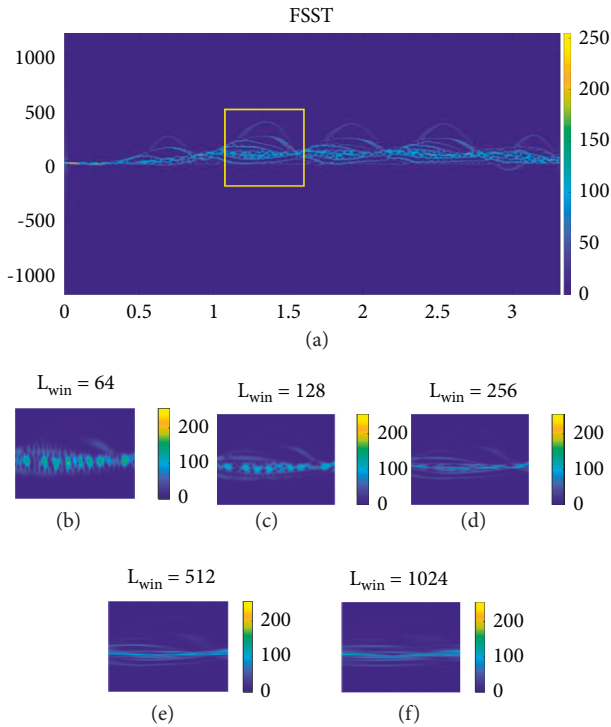 FSST
1000
500
0
-500
-1000
0 0.5 1 1.5 2 2.5 3
250
200
150
100
50
0
(a)
L_win = 64
200
100
0
(b)
L_win = 128
200
100
0
(c)
L_win = 256
200
100
0
(d)
L_win = 512
200
100
0
(e)
L_win = 1024
200
100
0
(f)